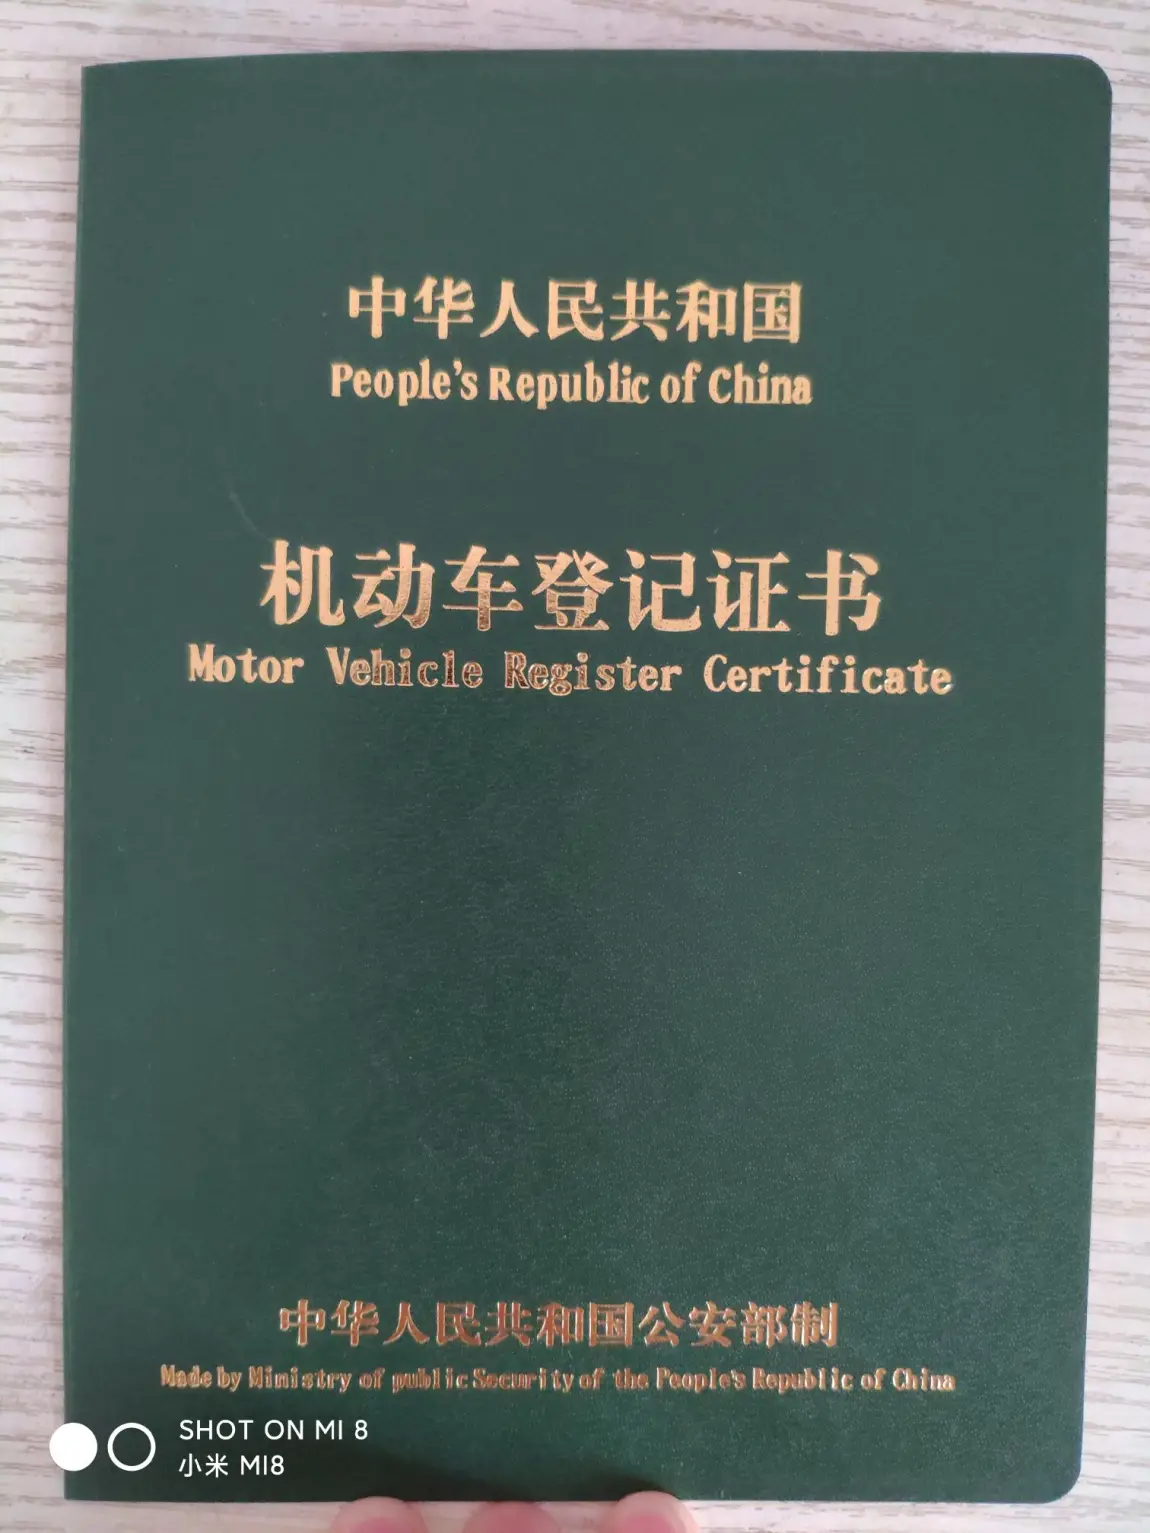 中华人民共和国
People's Republic of China
机动车登记证书
Motor Vehicle Register Certificate
中华人民共和国公安部制
Made by Ministry of public Security of the People's Republic of China
SHOT ON MI 8
小米 MI8